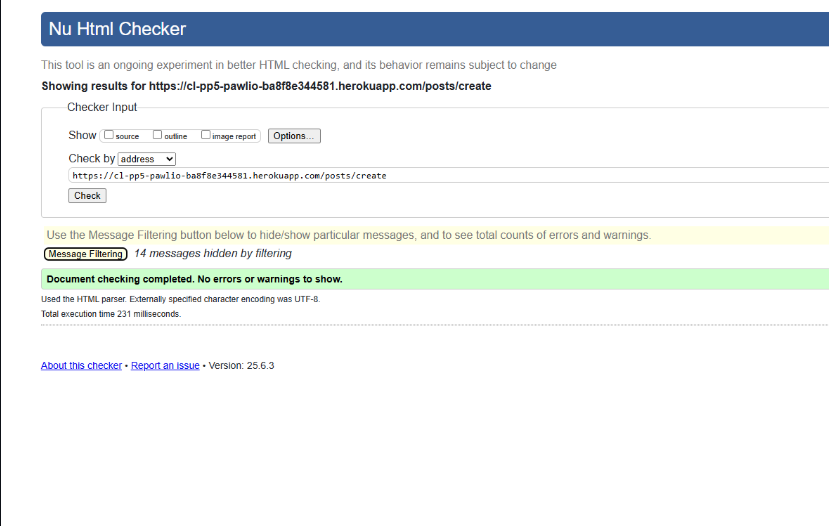 Nu Html Checker
This tool is an ongoing experiment in better HTML checking, and its behavior remains subject to change
Showing results for https://cl-pp5-pawlio-ba8f8e344581.herokuapp.com/posts/create
Checker Input
Show source outline image report Options...
Check by address
https://cl-pp5-pawlio-ba8f8e344581.herokuapp.com/posts/create
Check
Use the Message Filtering button below to hide/show particular messages, and to see total counts of errors and warnings.
Message Filtering 14 messages hidden by filtering
Document checking completed. No errors or warnings to show.
Used the HTML parser. Externally specified character encoding was UTF-8.
Total execution time 231 milliseconds.
About this checker • Report an issue • Version: 25.6.3